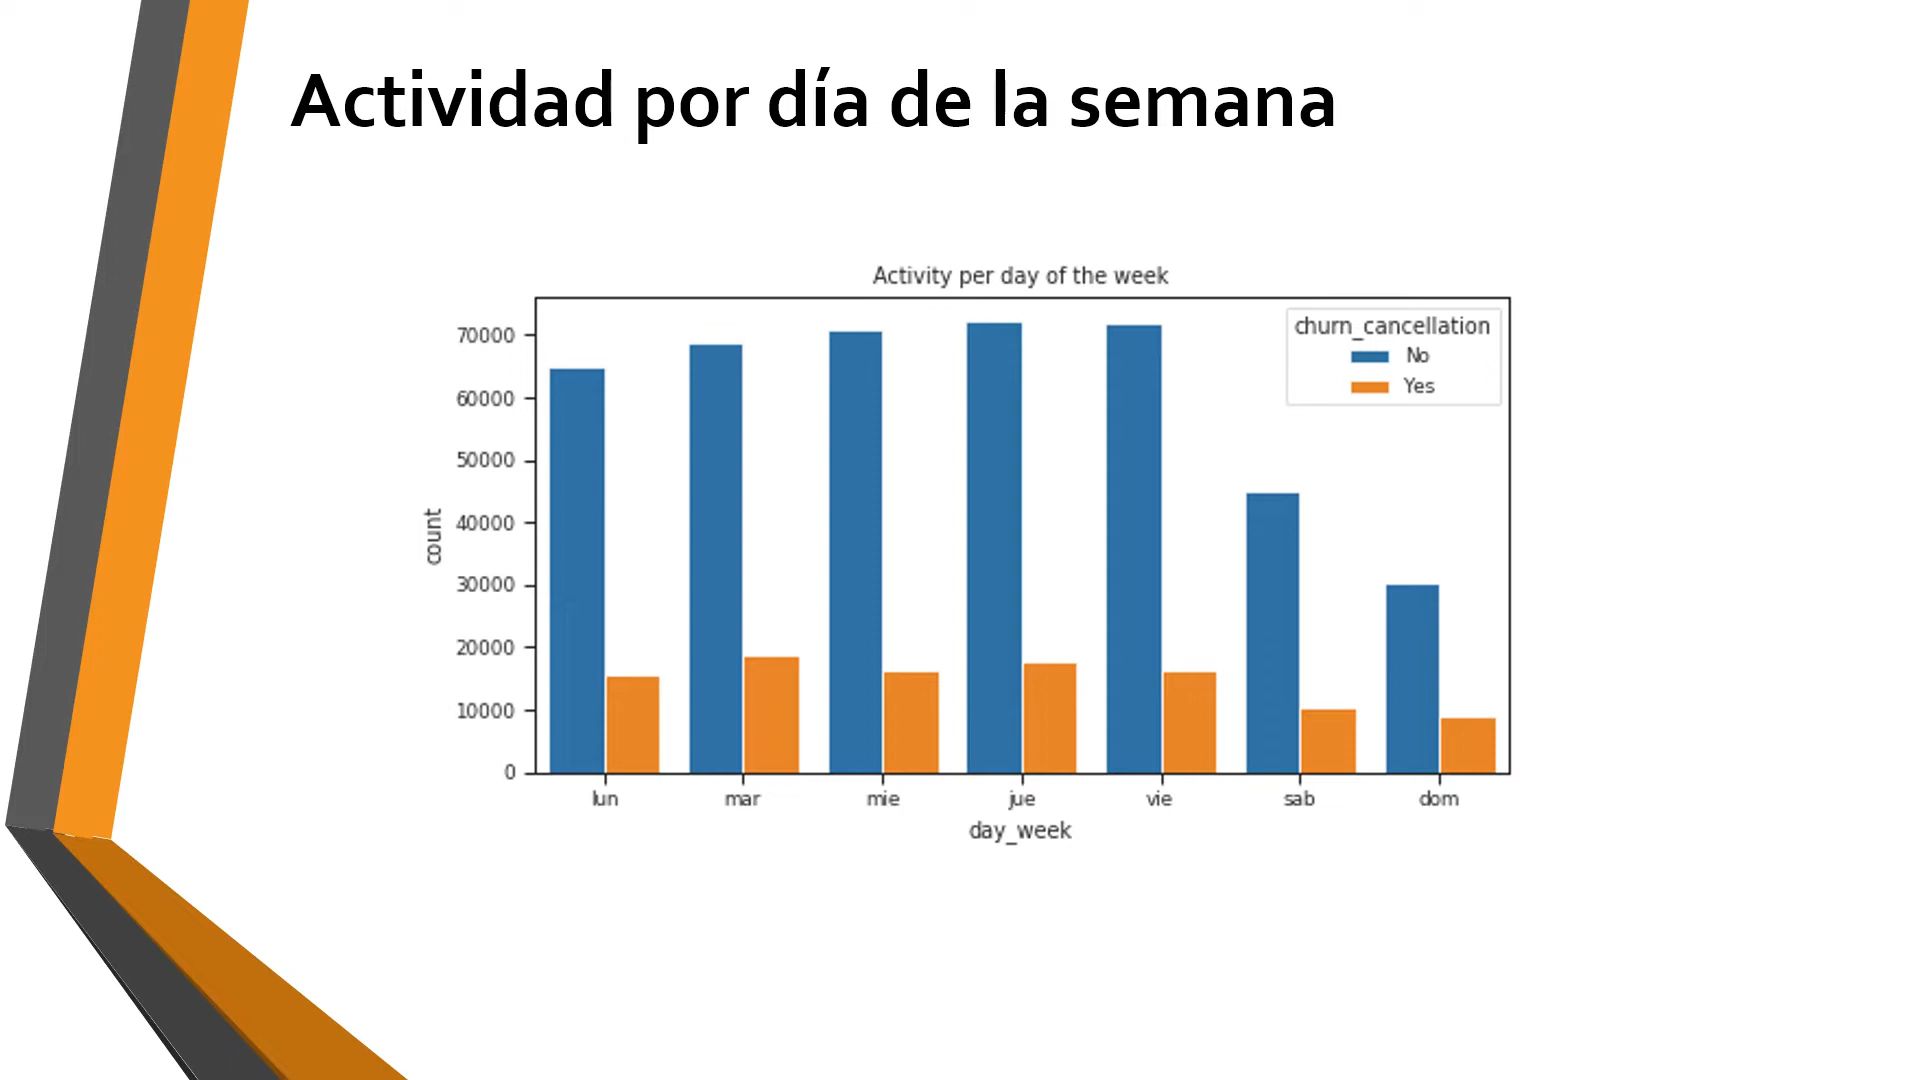 Actividad por día de la semana
Activity per day of the week
churn_cancellation
No
Yes
70000
60000
50000
40000
30000
20000
10000
0
count
lun mar mie jue vie sab dom
day_week